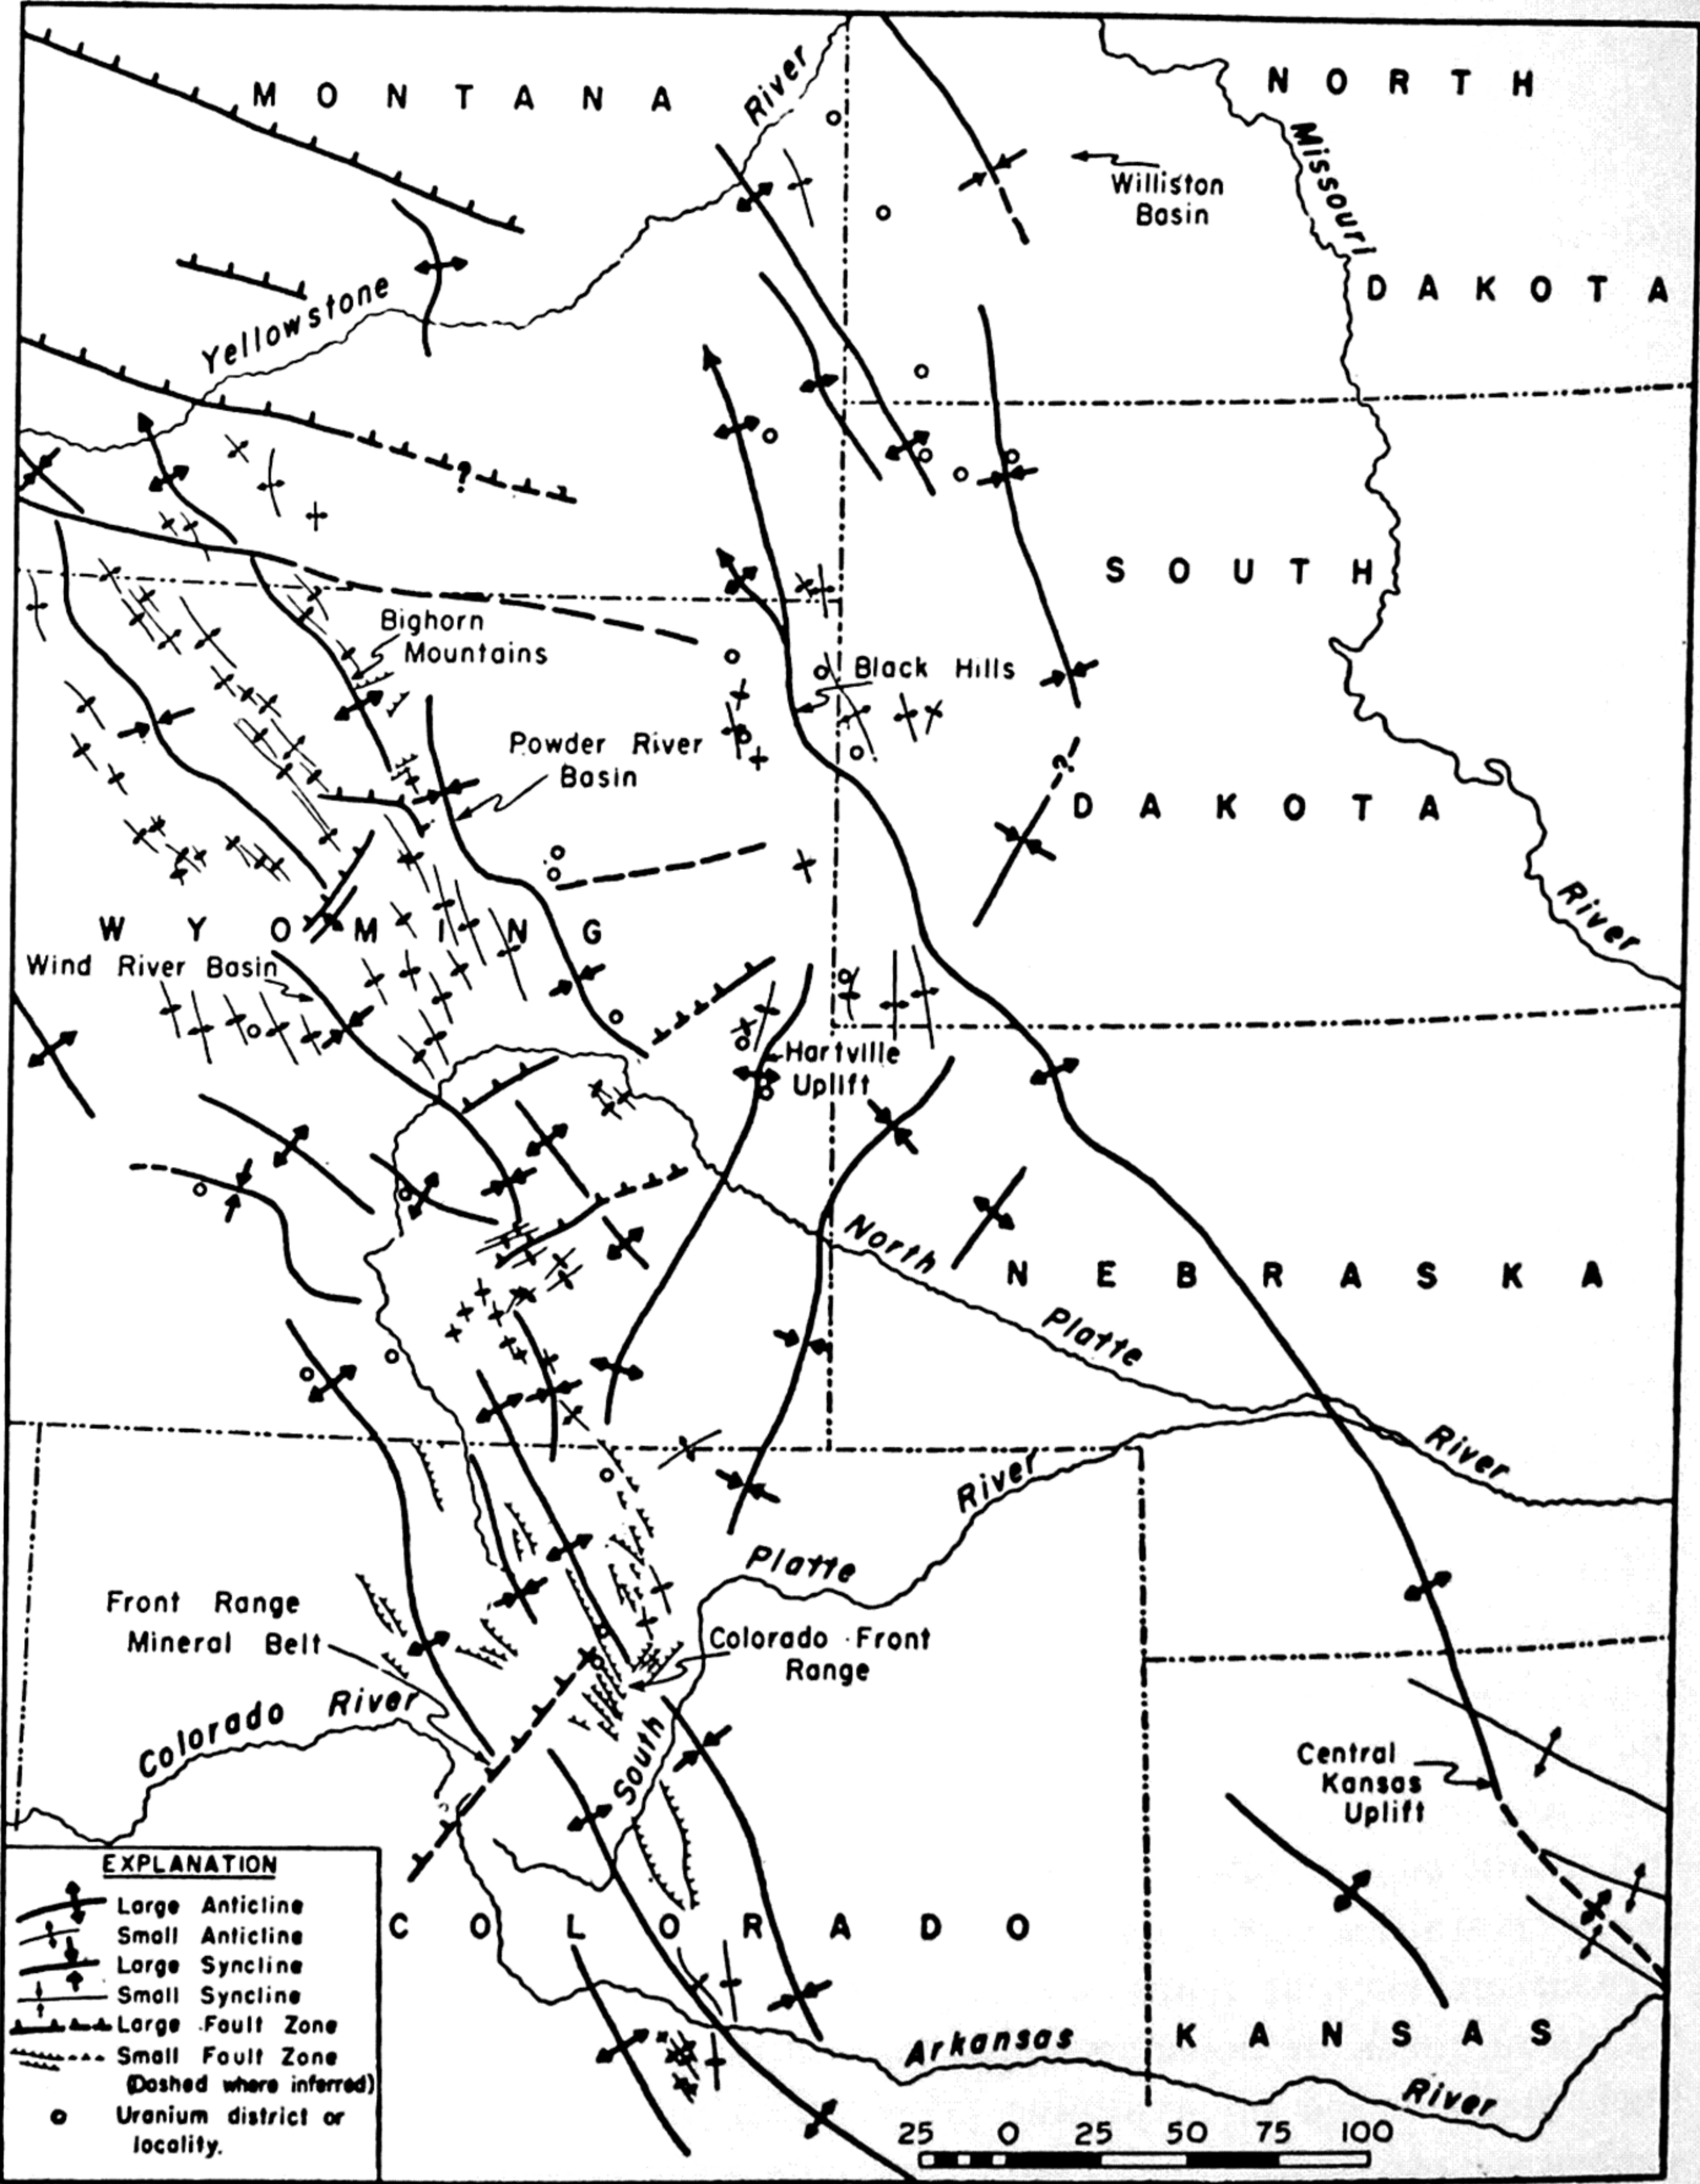 MONTANA
River
NORTH
Missouri
Williston
Basin
DAKOTA
Yellowstone
?
SOUTH
Bighorn
Mountains
Black Hills
Powder River
Basin
?
DAKOTA
River
WYOMING
Wind River Basin
Hartville
Uplift
North
NEBRASKA
Platte
River
River
Platte
Front Range
Mineral Belt
Colorado Front
Range
Colorado River
South
Central
Kansas
Uplift
EXPLANATION
Large Anticline
Small Anticline
Large Syncline
Small Syncline
Large Fault Zone
Small Fault Zone
(Dashed where inferred)
Uranium district or
locality.
COLORADO
KANSAS
Arkansas
River
25 0 25 50 75 100